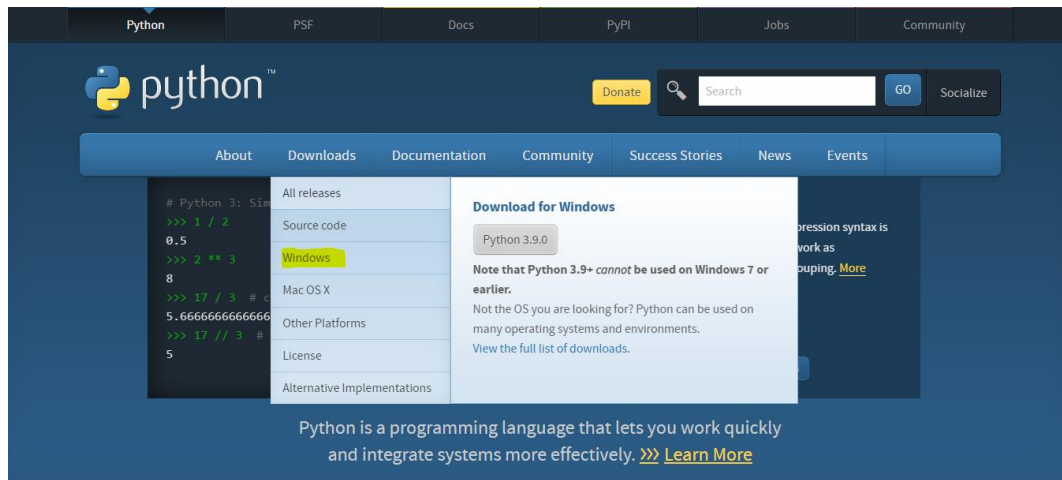 Python PSF Docs PyPI Jobs Community
python™
Donate Search GO Socialize
About Downloads Documentation Community Success Stories News Events
# Python 3: Sim
>>> 1 / 2
0.5
>>> 2 ** 3
8
>>> 17 / 3 # c
5.666666666666
>>> 17 // 3 #
5
All releases
Source code
Windows
Mac OS X
Other Platforms
License
Alternative Implementations
Download for Windows
Python 3.9.0
Note that Python 3.9+ cannot be used on Windows 7 or
earlier.
Not the OS you are looking for? Python can be used on
many operating systems and environments.
View the full list of downloads.
pression syntax is
work as
ouping. More
Python is a programming language that lets you work quickly
and integrate systems more effectively. >>> Learn More